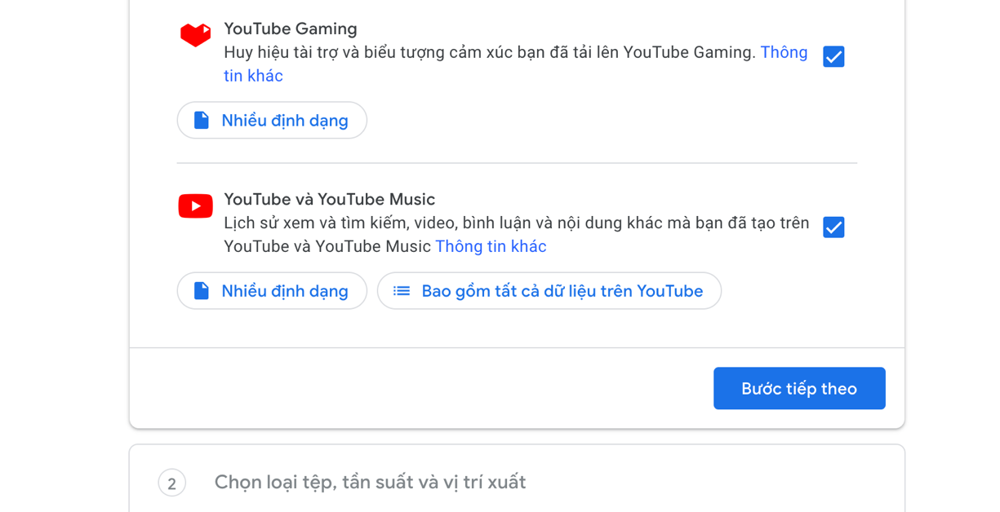 YouTube Gaming
Huy hiệu tài trợ và biểu tượng cảm xúc bạn đã tải lên YouTube Gaming. Thông
tin khác
Nhiều định dạng
YouTube và YouTube Music
Lịch sử xem và tìm kiếm, video, bình luận và nội dung khác mà bạn đã tạo trên
YouTube và YouTube Music Thông tin khác
Nhiều định dạng Bao gồm tất cả dữ liệu trên YouTube
Bước tiếp theo
2 Chọn loại tệp, tần suất và vị trí xuất